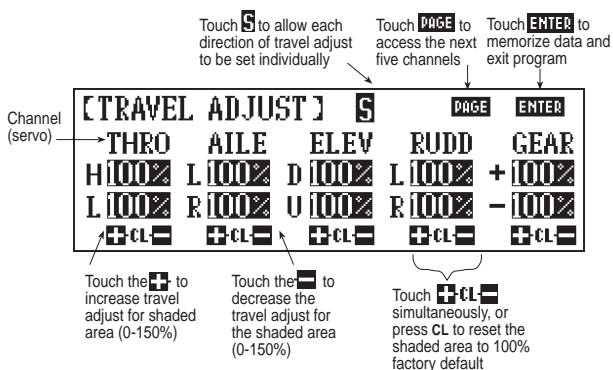 Touch S to allow each
direction of travel adjust
to be set individually
Touch PAGE to
access the next
five channels
Touch ENTER to
memorize data and
exit program
Channel
(servo)
[TRAVEL ADJUST] S PAGE ENTER
THRO AILE ELEV RUDD GEAR
H 100% L 100% D 100% L 100% + 100%
L 100% R 100% U 100% R 100% − 100%
+CL− +CL− +CL− +CL− +CL−
Touch the + to
increase travel
adjust for shaded
area (0-150%)
Touch the − to
decrease the
travel adjust for
the shaded area
(0-150%)
Touch +CL−
simultaneously, or
press CL to reset the
shaded area to 100%
factory default